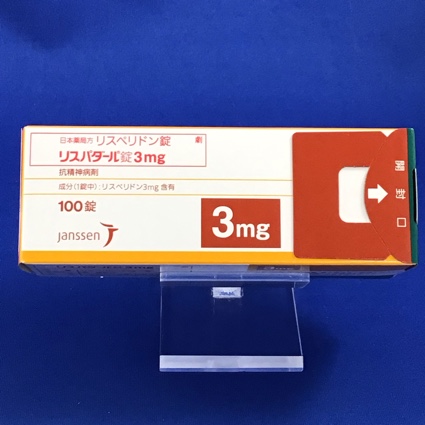 日本薬局方 リスペリドン錠 劇
リスパダール錠3mg
抗精神病剤
成分(1錠中):リスペリドン3mg 含有
100錠
3mg
janssen
開封口